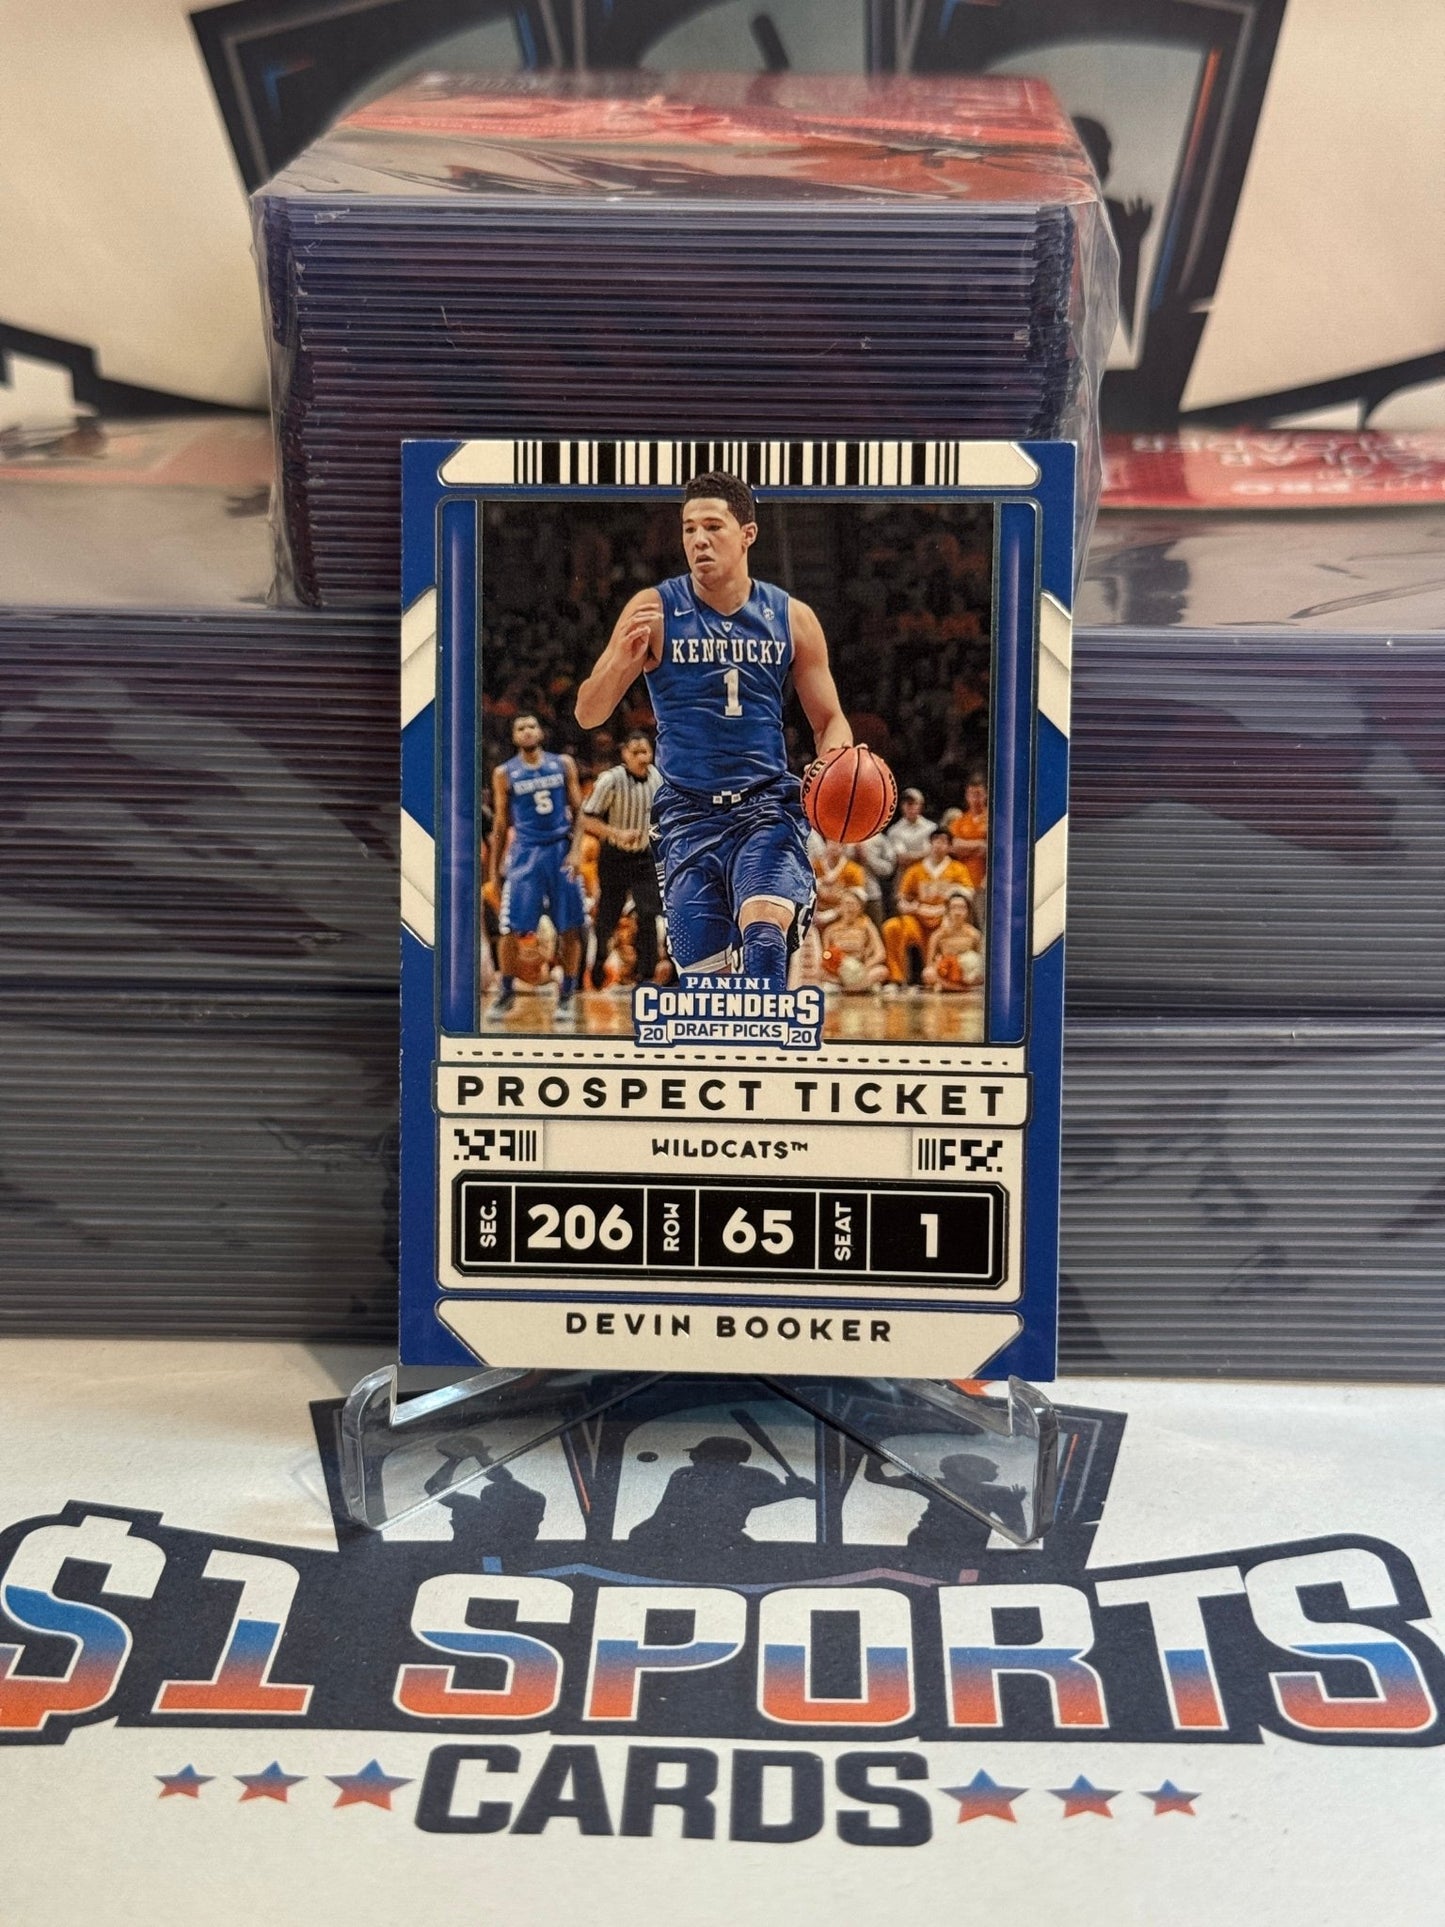 KENTUCKY
1
KENTUCKY
5
PANINI
CONTENDERS
20 DRAFT PICKS 20
PROSPECT TICKET
WILDCATS™
SEC. 206 ROW 65 SEAT 1
DEVIN BOOKER
$1 SPORTS
CARDS